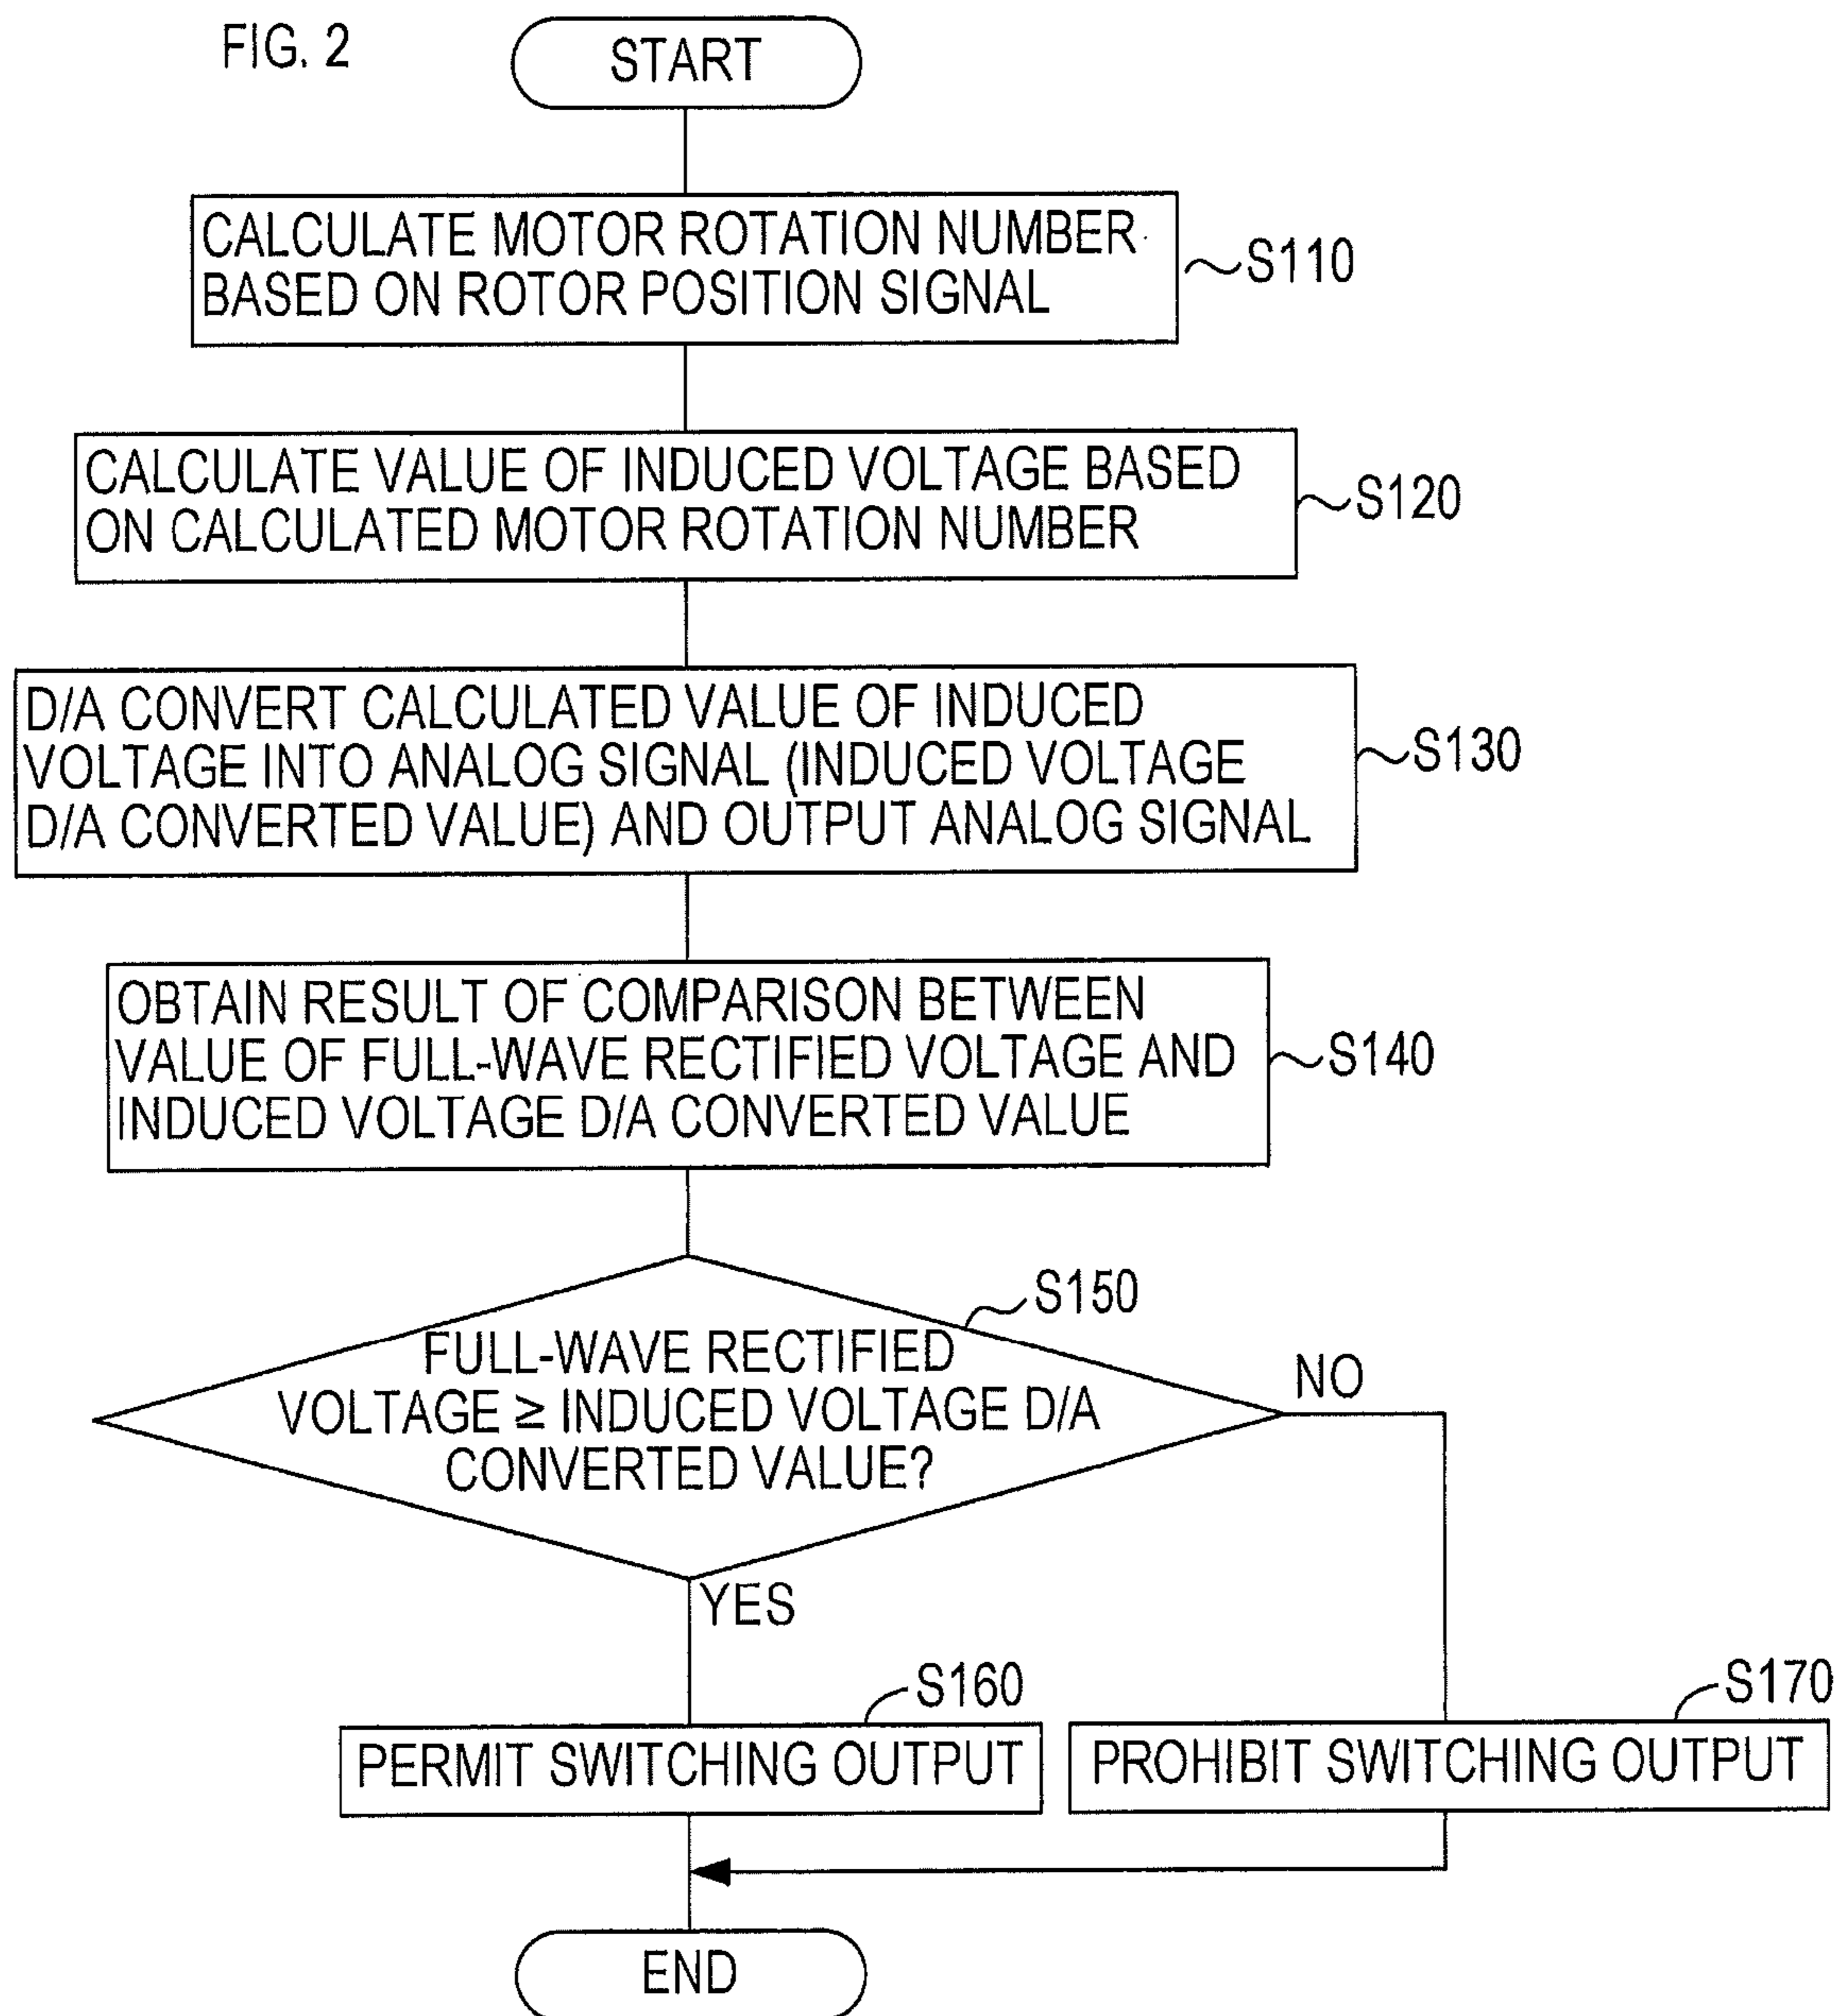 FIG. 2
START
CALCULATE MOTOR ROTATION NUMBER
BASED ON ROTOR POSITION SIGNAL
S110
CALCULATE VALUE OF INDUCED VOLTAGE BASED
ON CALCULATED MOTOR ROTATION NUMBER
S120
D/A CONVERT CALCULATED VALUE OF INDUCED
VOLTAGE INTO ANALOG SIGNAL (INDUCED VOLTAGE
D/A CONVERTED VALUE) AND OUTPUT ANALOG SIGNAL
S130
OBTAIN RESULT OF COMPARISON BETWEEN
VALUE OF FULL-WAVE RECTIFIED VOLTAGE AND
INDUCED VOLTAGE D/A CONVERTED VALUE
S140
S150
FULL-WAVE RECTIFIED
VOLTAGE ≥ INDUCED VOLTAGE D/A
CONVERTED VALUE?
NO
YES
S160
PERMIT SWITCHING OUTPUT
S170
PROHIBIT SWITCHING OUTPUT
END